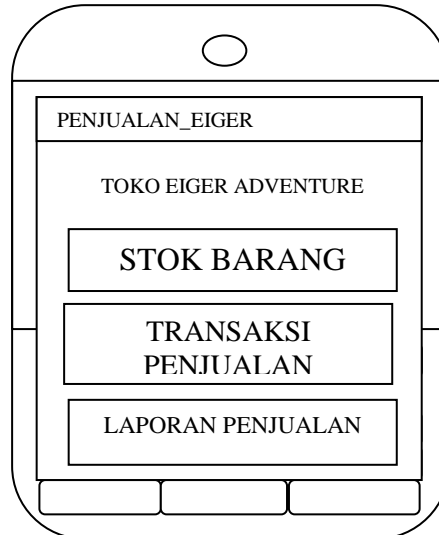 PENJUALAN_EIGER
TOKO EIGER ADVENTURE
STOK BARANG
TRANSAKSI
PENJUALAN
LAPORAN PENJUALAN